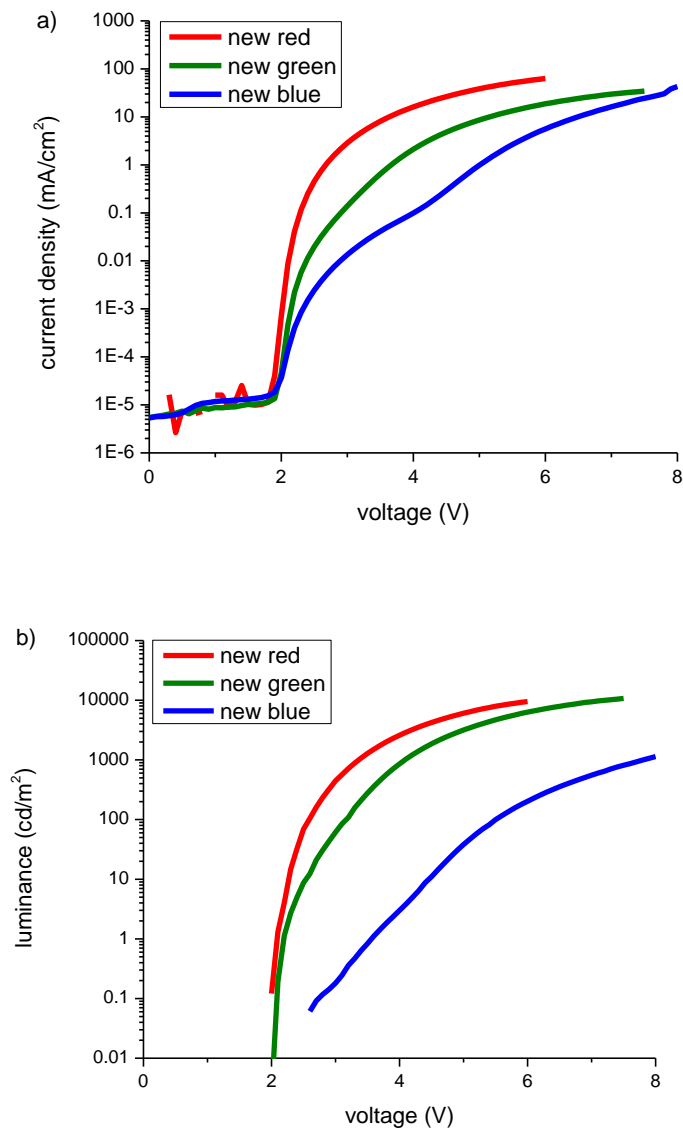 a)
new red
new green
new blue
1000
100
10
1
0.1
0.01
1E-3
1E-4
1E-5
1E-6
current density (mA/cm²)
0 2 4 6 8
voltage (V)
b)
new red
new green
new blue
100000
10000
1000
100
10
1
0.1
0.01
luminance (cd/m²)
0 2 4 6 8
voltage (V)